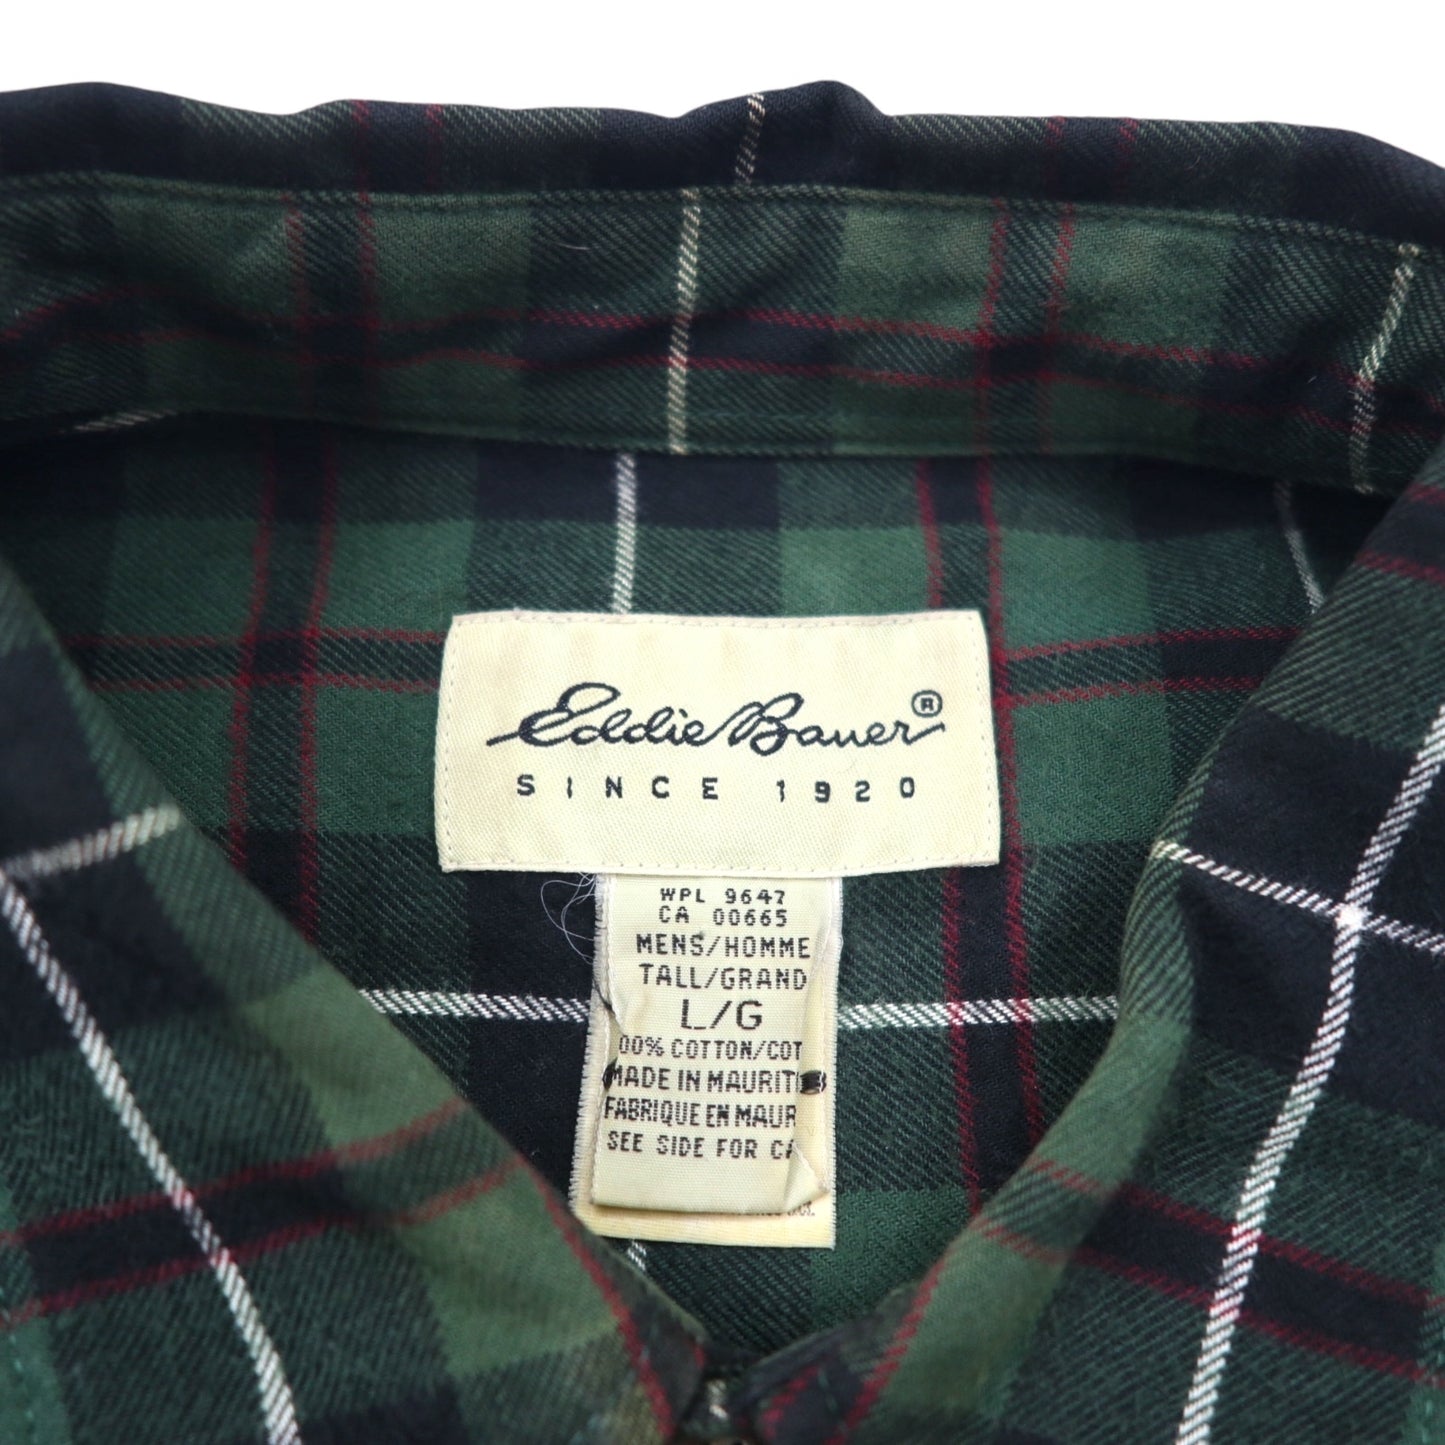 Eddie Bauer®
SINCE 1920
WPL 9647
CA 00665
MENS/HOMME
TALL/GRAND
L/G
00% COTTON/COT
MADE IN MAURIT
FABRIQUE EN MAUR
SEE SIDE FOR CA